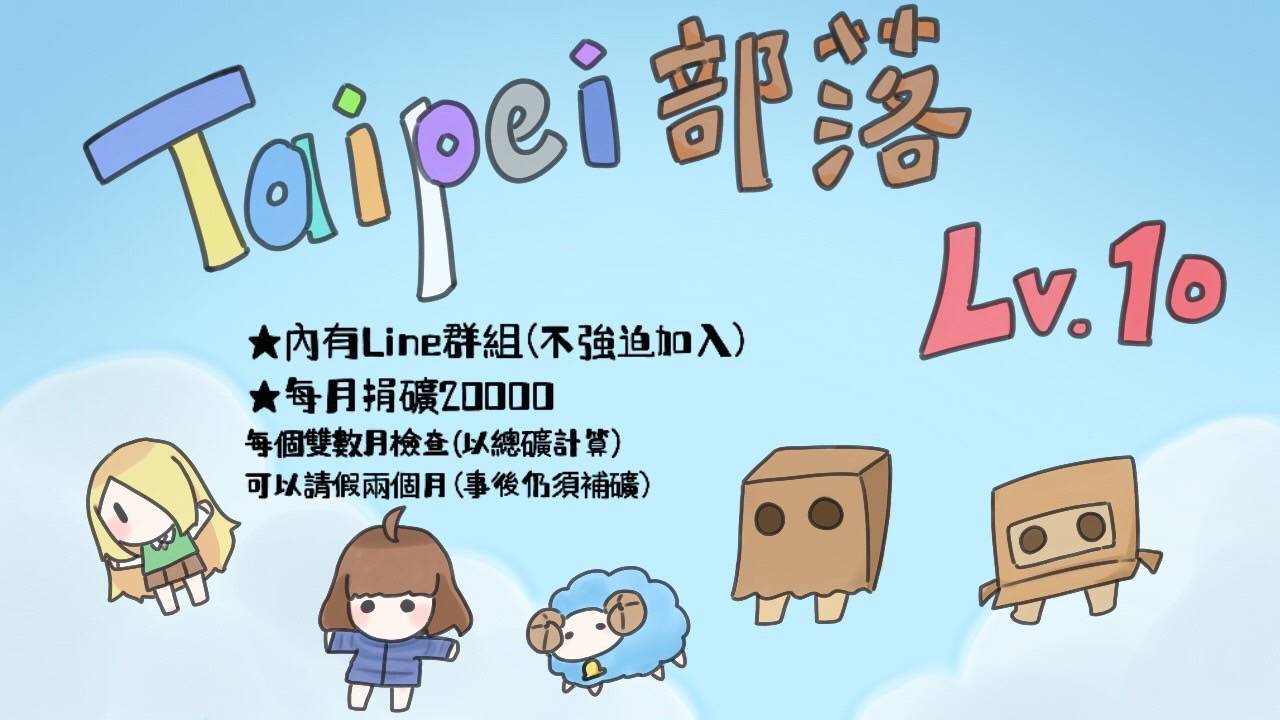 Taipei部落
Lv.10
★內有Line群組(不強迫加入)
★每月捐礦20000
每個雙數月檢查(以總礦計算)
可以請假兩個月(事後仍須補礦)